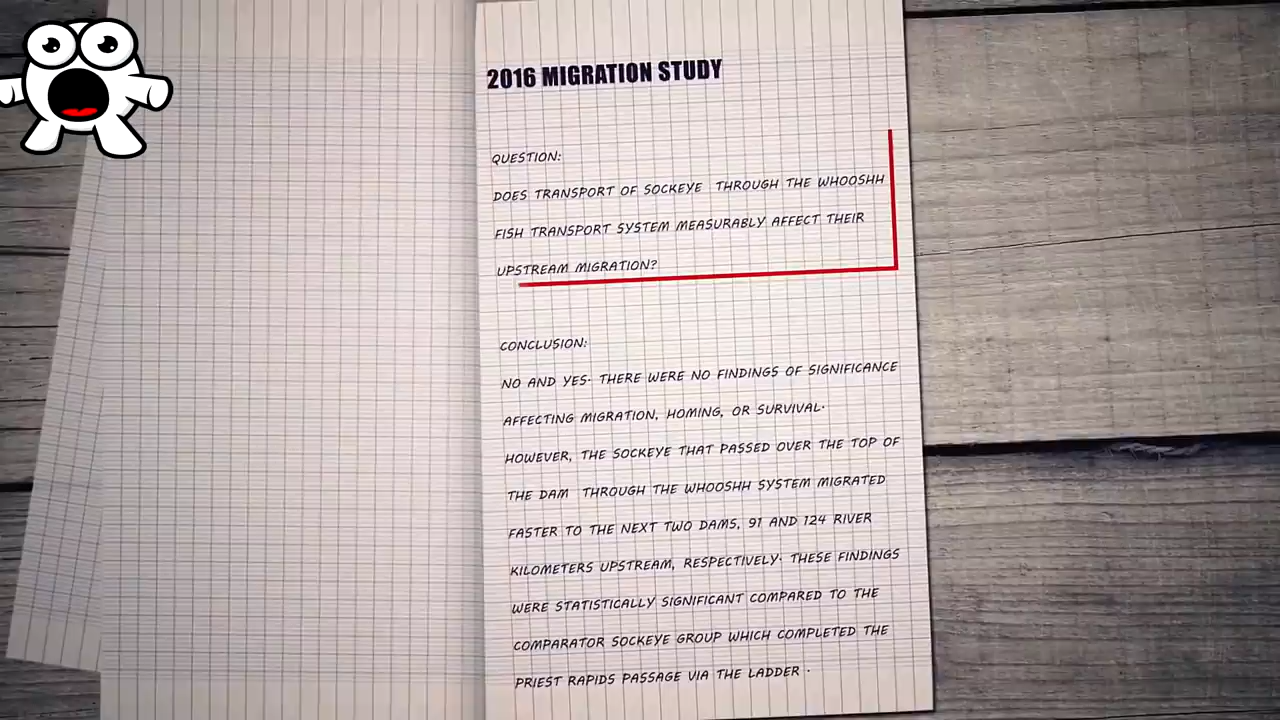 2016 MIGRATION STUDY
QUESTION:
DOES TRANSPORT OF SOCKEYE THROUGH THE WHOOSHH
FISH TRANSPORT SYSTEM MEASURABLY AFFECT THEIR
UPSTREAM MIGRATION?
CONCLUSION:
NO AND YES. THERE WERE NO FINDINGS OF SIGNIFICANCE
AFFECTING MIGRATION, HOMING, OR SURVIVAL.
HOWEVER, THE SOCKEYE THAT PASSED OVER THE TOP OF
THE DAM THROUGH THE WHOOSHH SYSTEM MIGRATED
FASTER TO THE NEXT TWO DAMS, 91 AND 124 RIVER
KILOMETERS UPSTREAM, RESPECTIVELY. THESE FINDINGS
WERE STATISTICALLY SIGNIFICANT COMPARED TO THE
COMPARATOR SOCKEYE GROUP WHICH COMPLETED THE
PRIEST RAPIDS PASSAGE VIA THE LADDER .